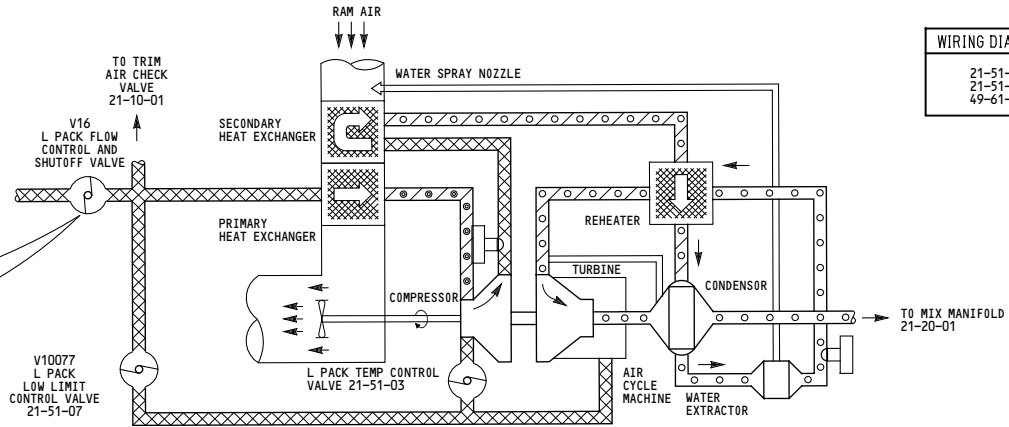 RAM AIR
WIRING DIA
21-51-
21-51-
49-61-
TO TRIM
AIR CHECK
VALVE
21-10-01
WATER SPRAY NOZZLE
V16
L PACK FLOW
CONTROL AND
SHUTOFF VALVE
SECONDARY
HEAT EXCHANGER
PRIMARY
HEAT EXCHANGER
REHEATER
TURBINE
CONDENSOR
COMPRESSOR
TO MIX MANIFOLD
21-20-01
V10077
L PACK
LOW LIMIT
CONTROL VALVE
21-51-07
L PACK TEMP CONTROL
VALVE 21-51-03
AIR
CYCLE
MACHINE
WATER
EXTRACTOR